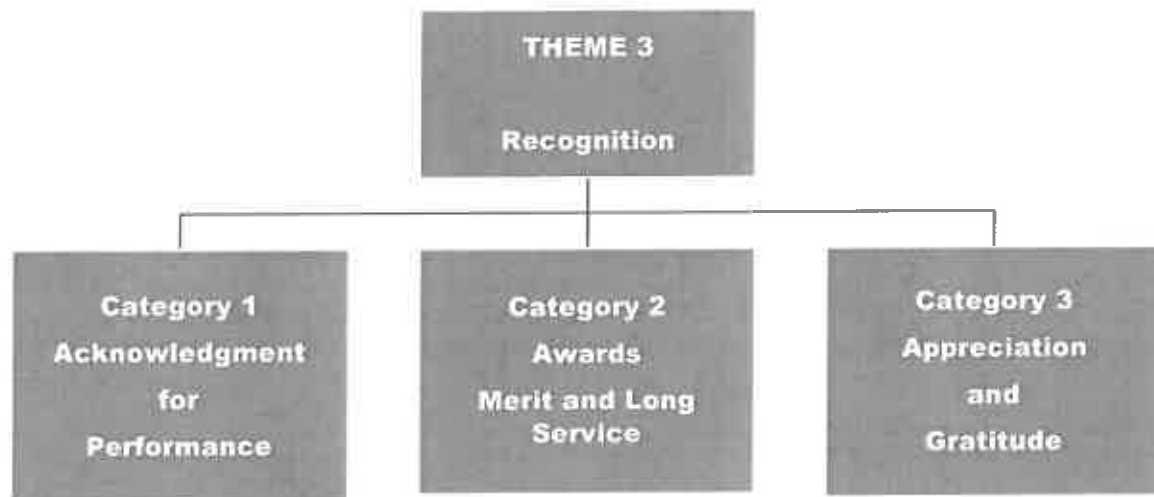 THEME 3
Recognition
Category 1
Acknowledgment
for
Performance
Category 2
Awards
Merit and Long
Service
Category 3
Appreciation
and
Gratitude